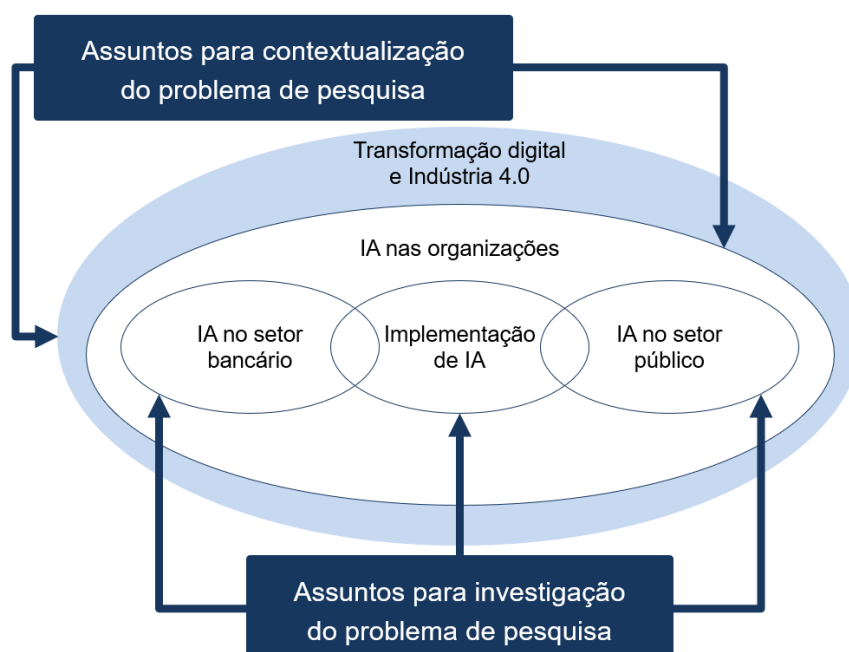 Assuntos para contextualização
do problema de pesquisa
Transformação digital
e Indústria 4.0
IA nas organizações
IA no setor
bancário
Implementação
de IA
IA no setor
público
Assuntos para investigação
do problema de pesquisa